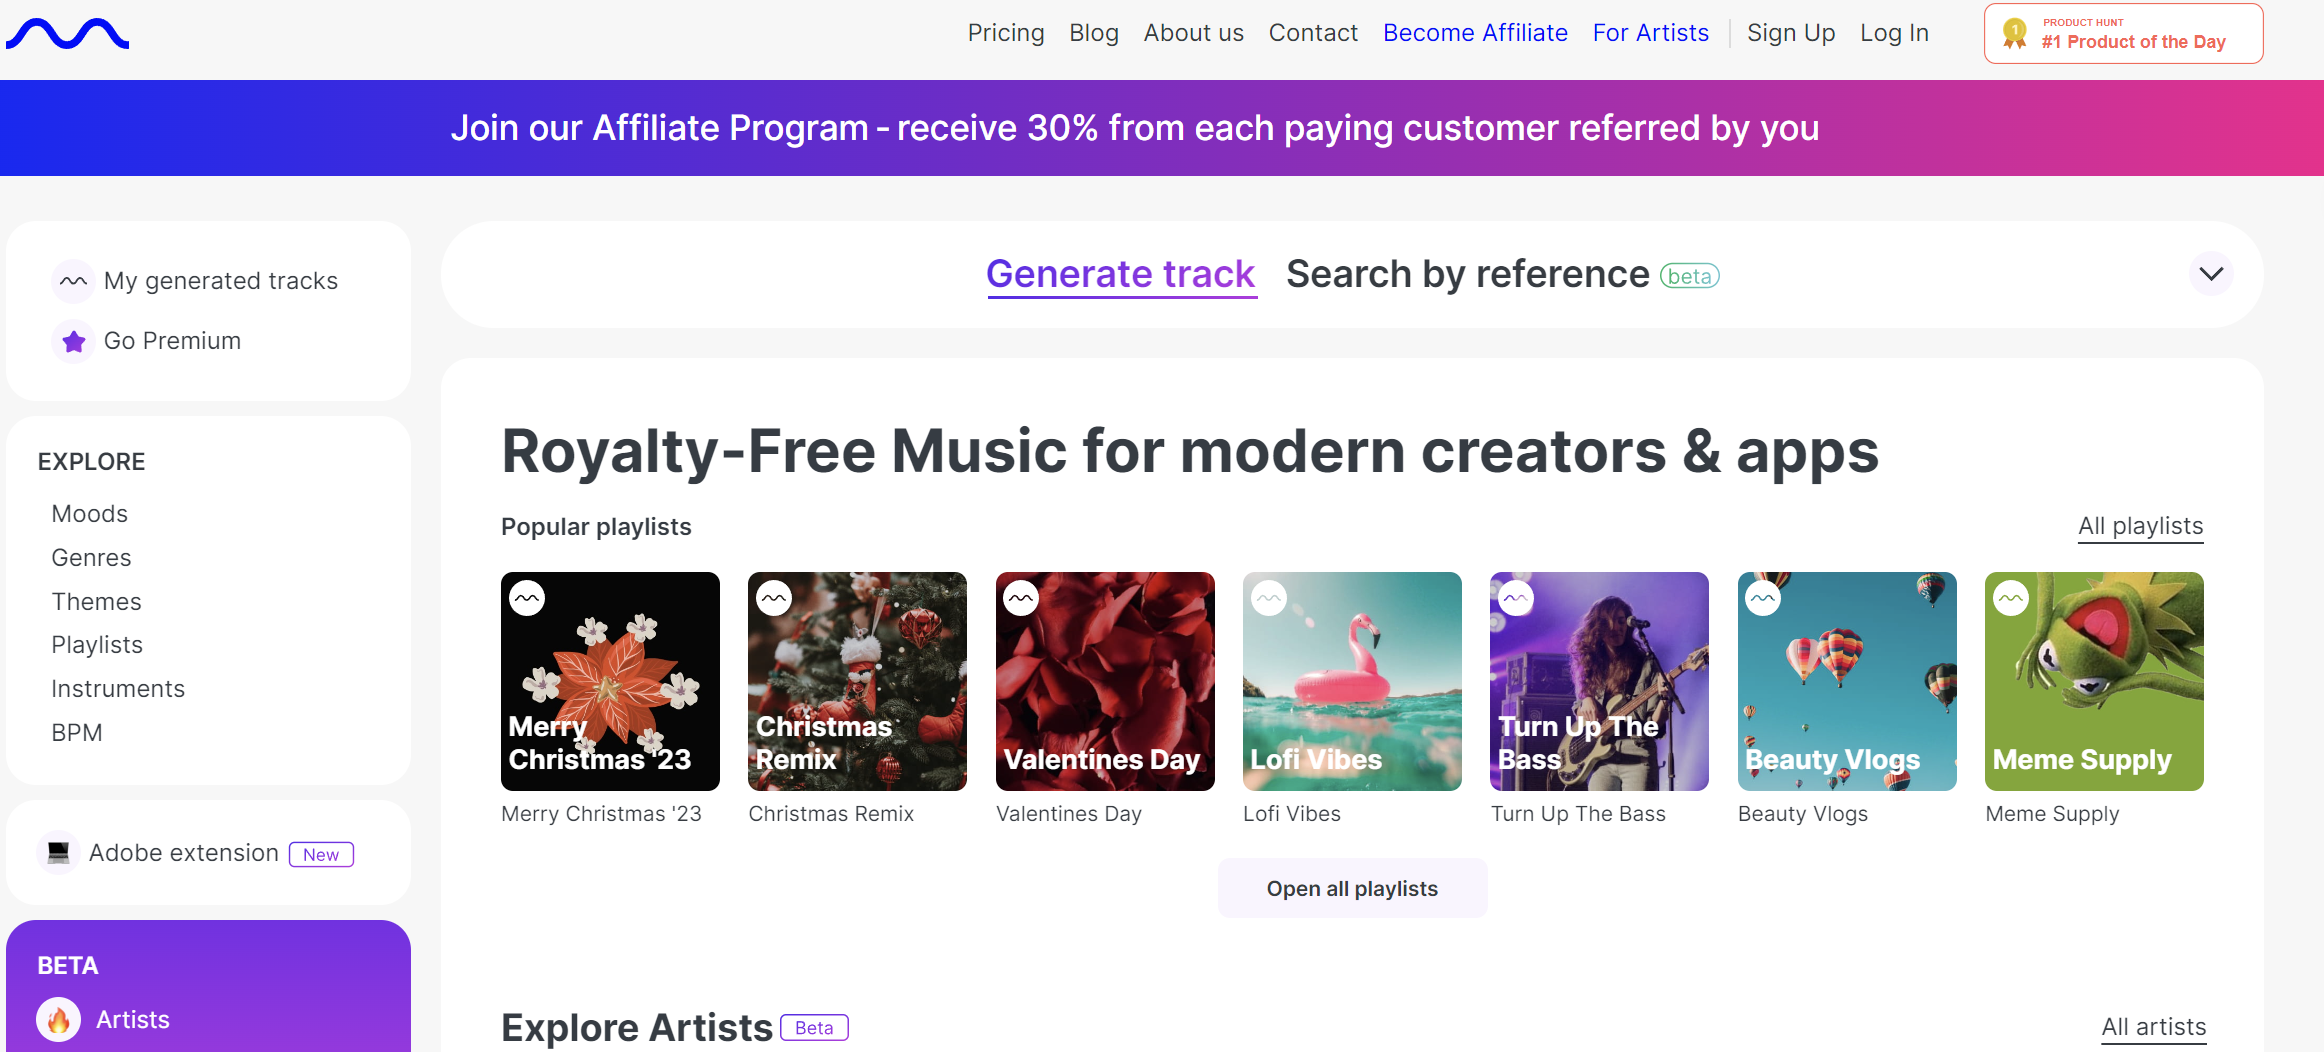 Pricing Blog About us Contact Become Affiliate For Artists Sign Up Log In
1
PRODUCT HUNT
#1 Product of the Day
Join our Affiliate Program - receive 30% from each paying customer referred by you
My generated tracks
Go Premium
EXPLORE
Moods
Genres
Themes
Playlists
Instruments
BPM
Adobe extension New
BETA
Artists
Generate track Search by reference beta
Royalty-Free Music for modern creators & apps
Popular playlists All playlists
Merry
Christmas '23
Christmas
Remix
Valentines Day
Lofi Vibes
Turn Up The
Bass
Beauty Vlogs
Meme Supply
Merry Christmas '23
Christmas Remix
Valentines Day
Lofi Vibes
Turn Up The Bass
Beauty Vlogs
Meme Supply
Open all playlists
Explore Artists Beta All artists